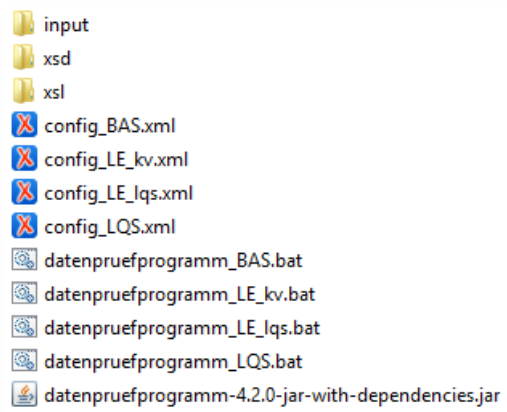 input
xsd
xsl
config_BAS.xml
config_LE_kv.xml
config_LE_lqs.xml
config_LQS.xml
datenpruefprogramm_BAS.bat
datenpruefprogramm_LE_kv.bat
datenpruefprogramm_LE_lqs.bat
datenpruefprogramm_LQS.bat
datenpruefprogramm-4.2.0-jar-with-dependencies.jar